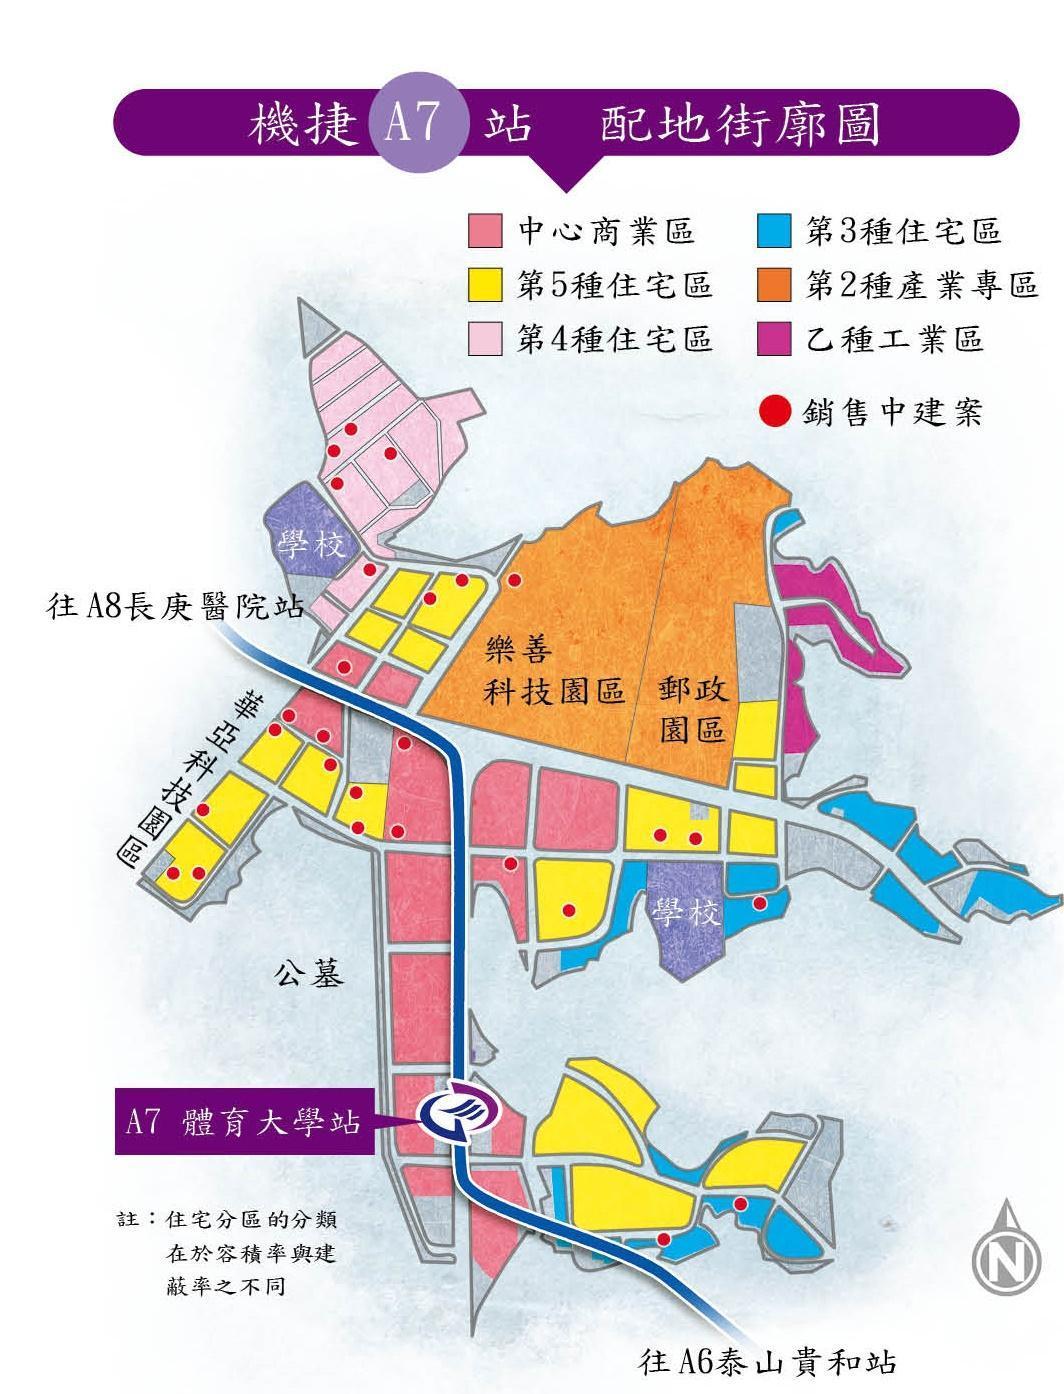 機捷A7站 配地街廓圖
中心商業區
第3種住宅區
第5種住宅區
第2種產業專區
第4種住宅區
乙種工業區
銷售中建案
學校
往A8長庚醫院站
樂善
科技園區
郵政
園區
華亞科技園區
學校
公墓
A7 體育大學站
註：住宅分區的分類
在於容積率與建
蔽率之不同
N
往A6泰山貴和站